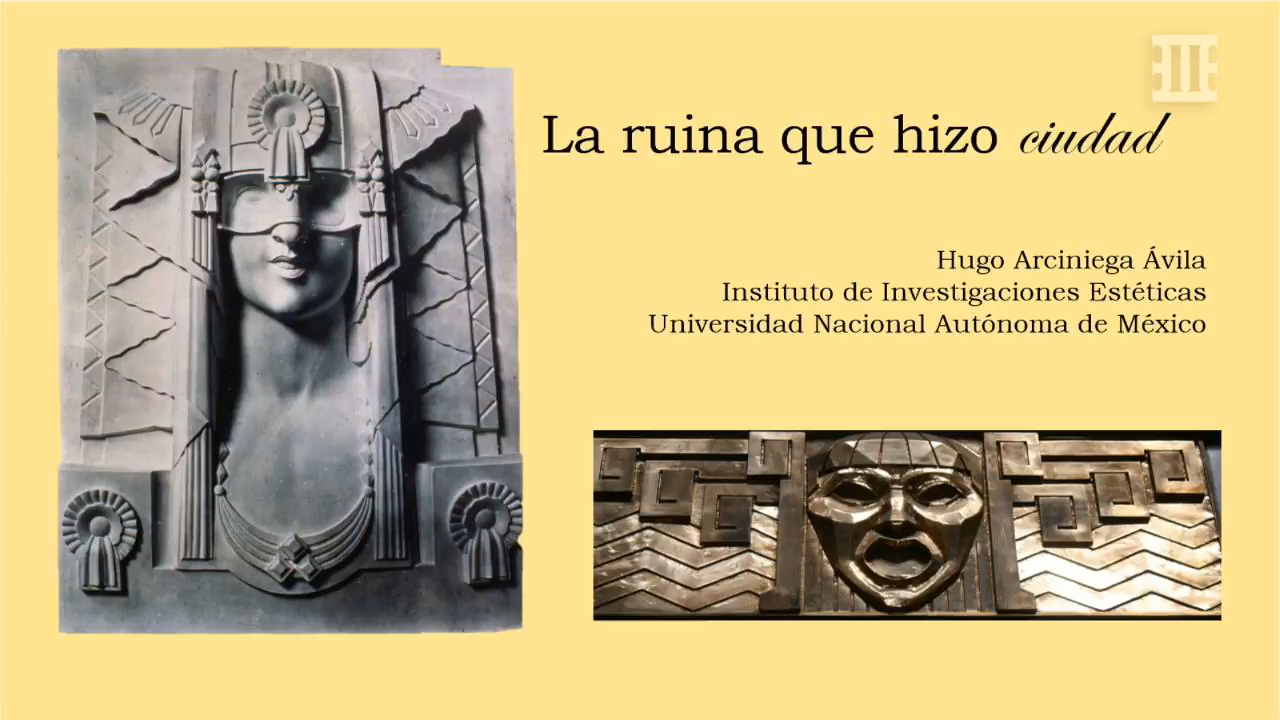 La ruina que hizo ciudad
Hugo Arciniega Ávila
Instituto de Investigaciones Estéticas
Universidad Nacional Autónoma de México